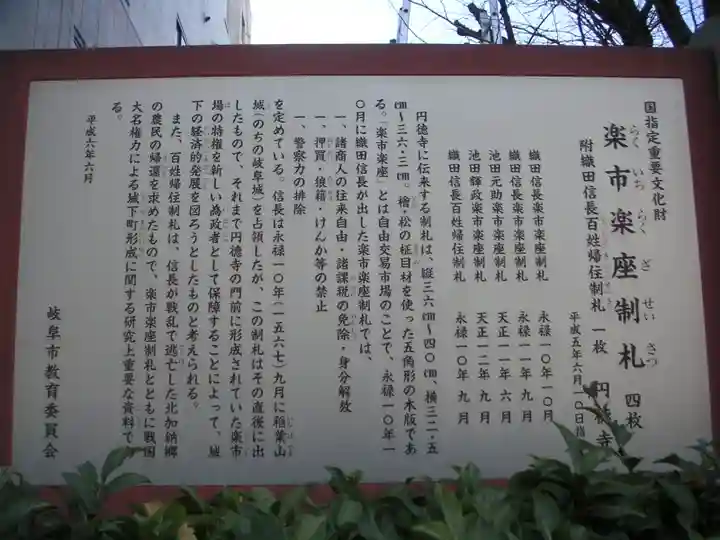 国指定重要文化財
らく いち らく ざ せい さつ
楽市楽座制札 四枚
附織田信長百姓帰住制札 一枚 円徳寺
平成五年六月一〇日指
織田信長楽市楽座制札 永禄一〇年一〇月
織田信長楽市楽座制札 永禄一一年九月
池田元助楽市楽座制札 天正一一年六月
池田輝政楽市楽座制札 天正一二年九月
織田信長百姓帰住制札 永禄一〇年九月
円徳寺に伝来する制札は、縦三六㎝〜四〇㎝、横三二・五
㎝〜三六・三㎝。檜・松の柾目材を使った五角形の木版であ
る。「楽市楽座」とは自由交易市場のことで、永禄一〇年一
〇月に織田信長が出した楽市楽座制札では、
一、諸商人の往来自由・諸課税の免除・身分解放
一、押買・狼藉・けんか等の禁止
一、警察力の排除
を定めている。信長は永禄一〇年(一五六七)九月に稲葉山
城(のちの岐阜城)を占領したが、この制札はその直後に出
したもので、それまで円徳寺の門前に形成されていた楽市
場の特権を新しい為政者として保障することによって、城
下の経済的発展を図ろうとしたものと考えられる。
また、百姓帰住制札は、信長が戦乱で逃亡した北加納郷
の農民の帰還を求めたもので、楽市楽座制札とともに戦国
大名権力による城下町形成に関する研究上重要な資料であ
る。
平成六年六月
岐阜市教育委員会